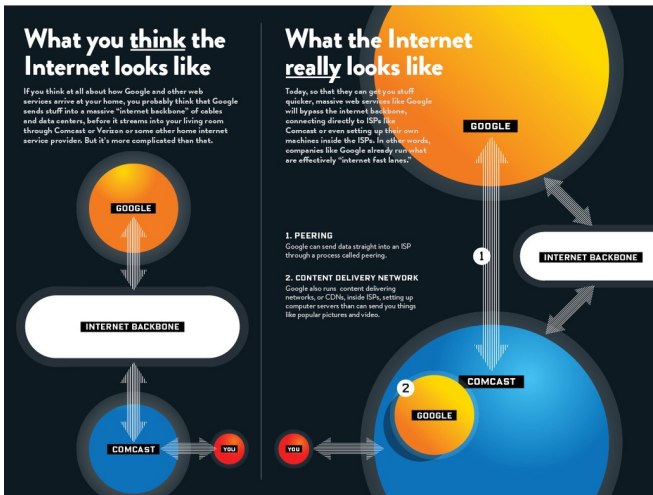 What you think the
Internet looks like
If you think at all about how Google and other web
services arrive at your home, you probably think that Google
sends stuff into a massive "internet backbone" of cables
and data centers, before it streams into your living room
through Comcast or Verizon or some other home internet
service provider. But it's more complicated than that.
GOOGLE
INTERNET BACKBONE
COMCAST
YOU
What the Internet
really looks like
Today, so that they can get you stuff
quicker, massive web services like Google
will bypass the internet backbone,
connecting directly to ISPs like
Comcast or even setting up their own
machines inside the ISPs. In other words,
companies like Google already run what
are effectively "internet fast lanes."
GOOGLE
1. PEERING
Google can send data straight into an ISP
through a process called peering.
1
INTERNET BACKBONE
2. CONTENT DELIVERY NETWORK
Google also runs content delivering
networks, or CDNs, inside ISPs, setting up
computer servers than can send you things
like popular pictures and video.
COMCAST
2
GOOGLE
YOU